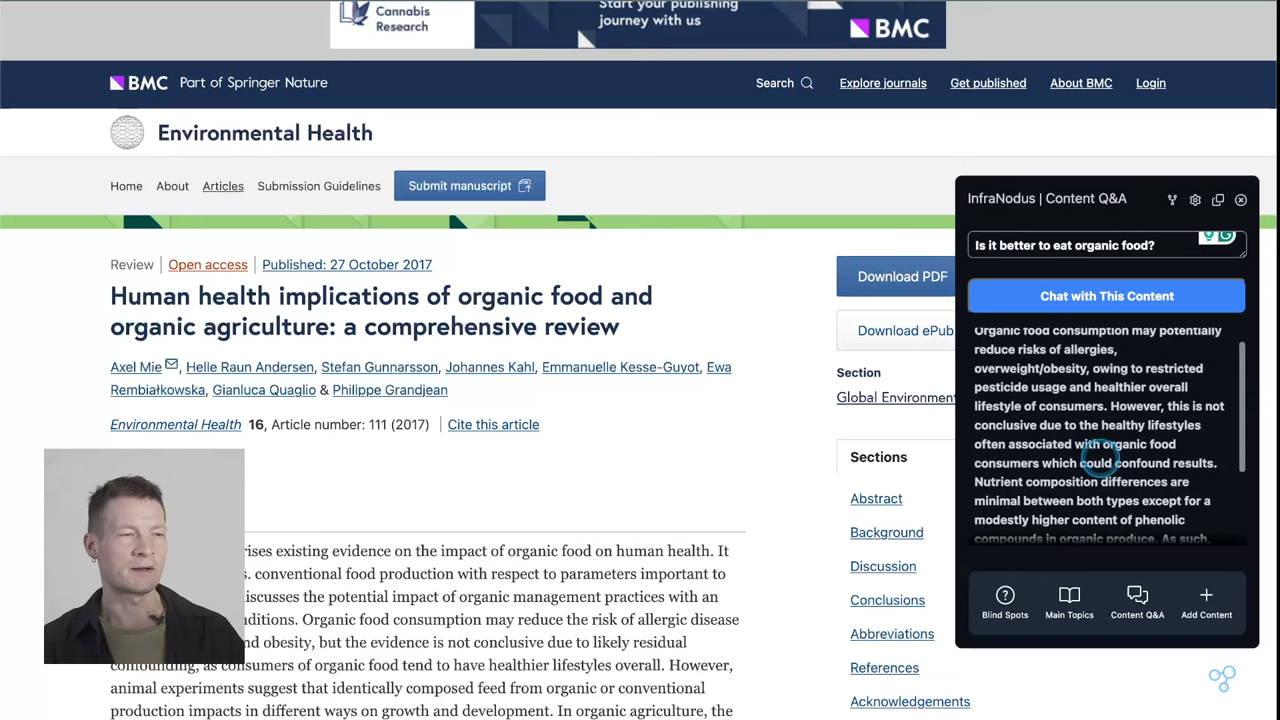 Cannabis
Research
Start your publishing
journey with us
BMC
BMC Part of Springer Nature
Search
Explore journals
Get published
About BMC
Login
Environmental Health
Home
About
Articles
Submission Guidelines
Submit manuscript
Review
Open access
Published: 27 October 2017
Human health implications of organic food and
organic agriculture: a comprehensive review
Axel Mie, Helle Raun Andersen, Stefan Gunnarsson, Johannes Kahl, Emmanuelle Kesse-Guyot, Ewa
Rembiałkowska, Gianluca Quaglio & Philippe Grandjean
Environmental Health 16, Article number: 111 (2017)
Cite this article
rises existing evidence on the impact of organic food on human health. It
s. conventional food production with respect to parameters important to
iscusses the potential impact of organic management practices with an
ditions. Organic food consumption may reduce the risk of allergic disease
nd obesity, but the evidence is not conclusive due to likely residual
confounding, as consumers of organic food tend to have healthier lifestyles overall. However,
animal experiments suggest that identically composed feed from organic or conventional
production impacts in different ways on growth and development. In organic agriculture, the
Download PDF
Download ePub
Section
Global Environment
Sections
Abstract
Background
Discussion
Conclusions
Abbreviations
References
Acknowledgements
InfraNodus | Content Q&A
Is it better to eat organic food?
Chat with This Content
Organic food consumption may potentially
reduce risks of allergies,
overweight/obesity, owing to restricted
pesticide usage and healthier overall
lifestyle of consumers. However, this is not
conclusive due to the healthy lifestyles
often associated with organic food
consumers which could confound results.
Nutrient composition differences are
minimal between both types except for a
modestly higher content of phenolic
compounds in organic produce. As such,
Blind Spots
Main Topics
Content Q&A
Add Content